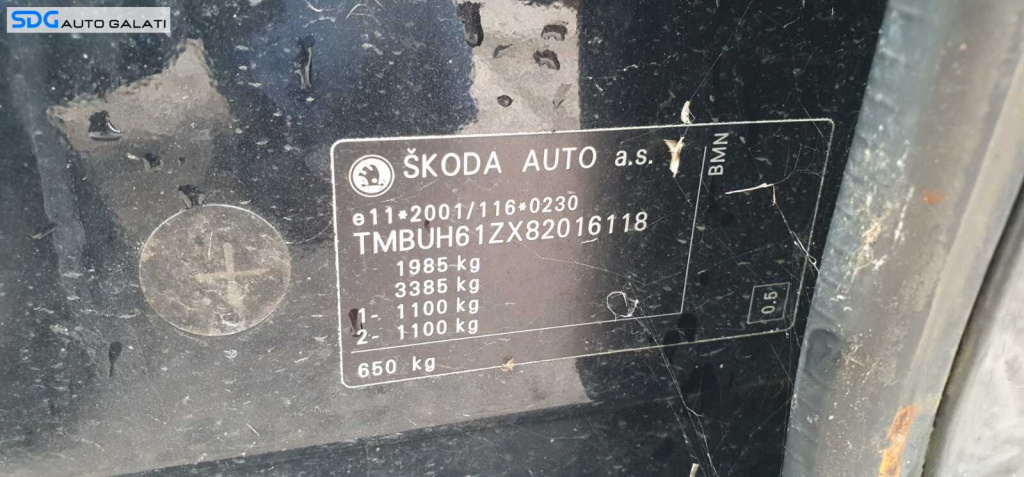 SDG AUTO GALATI
ŠKODA AUTO a.s.
BMN
e11*2001/116*0230
TMBUH61ZX82016118
1985 kg
3385 kg
1- 1100 kg
2- 1100 kg
0.5
650 kg